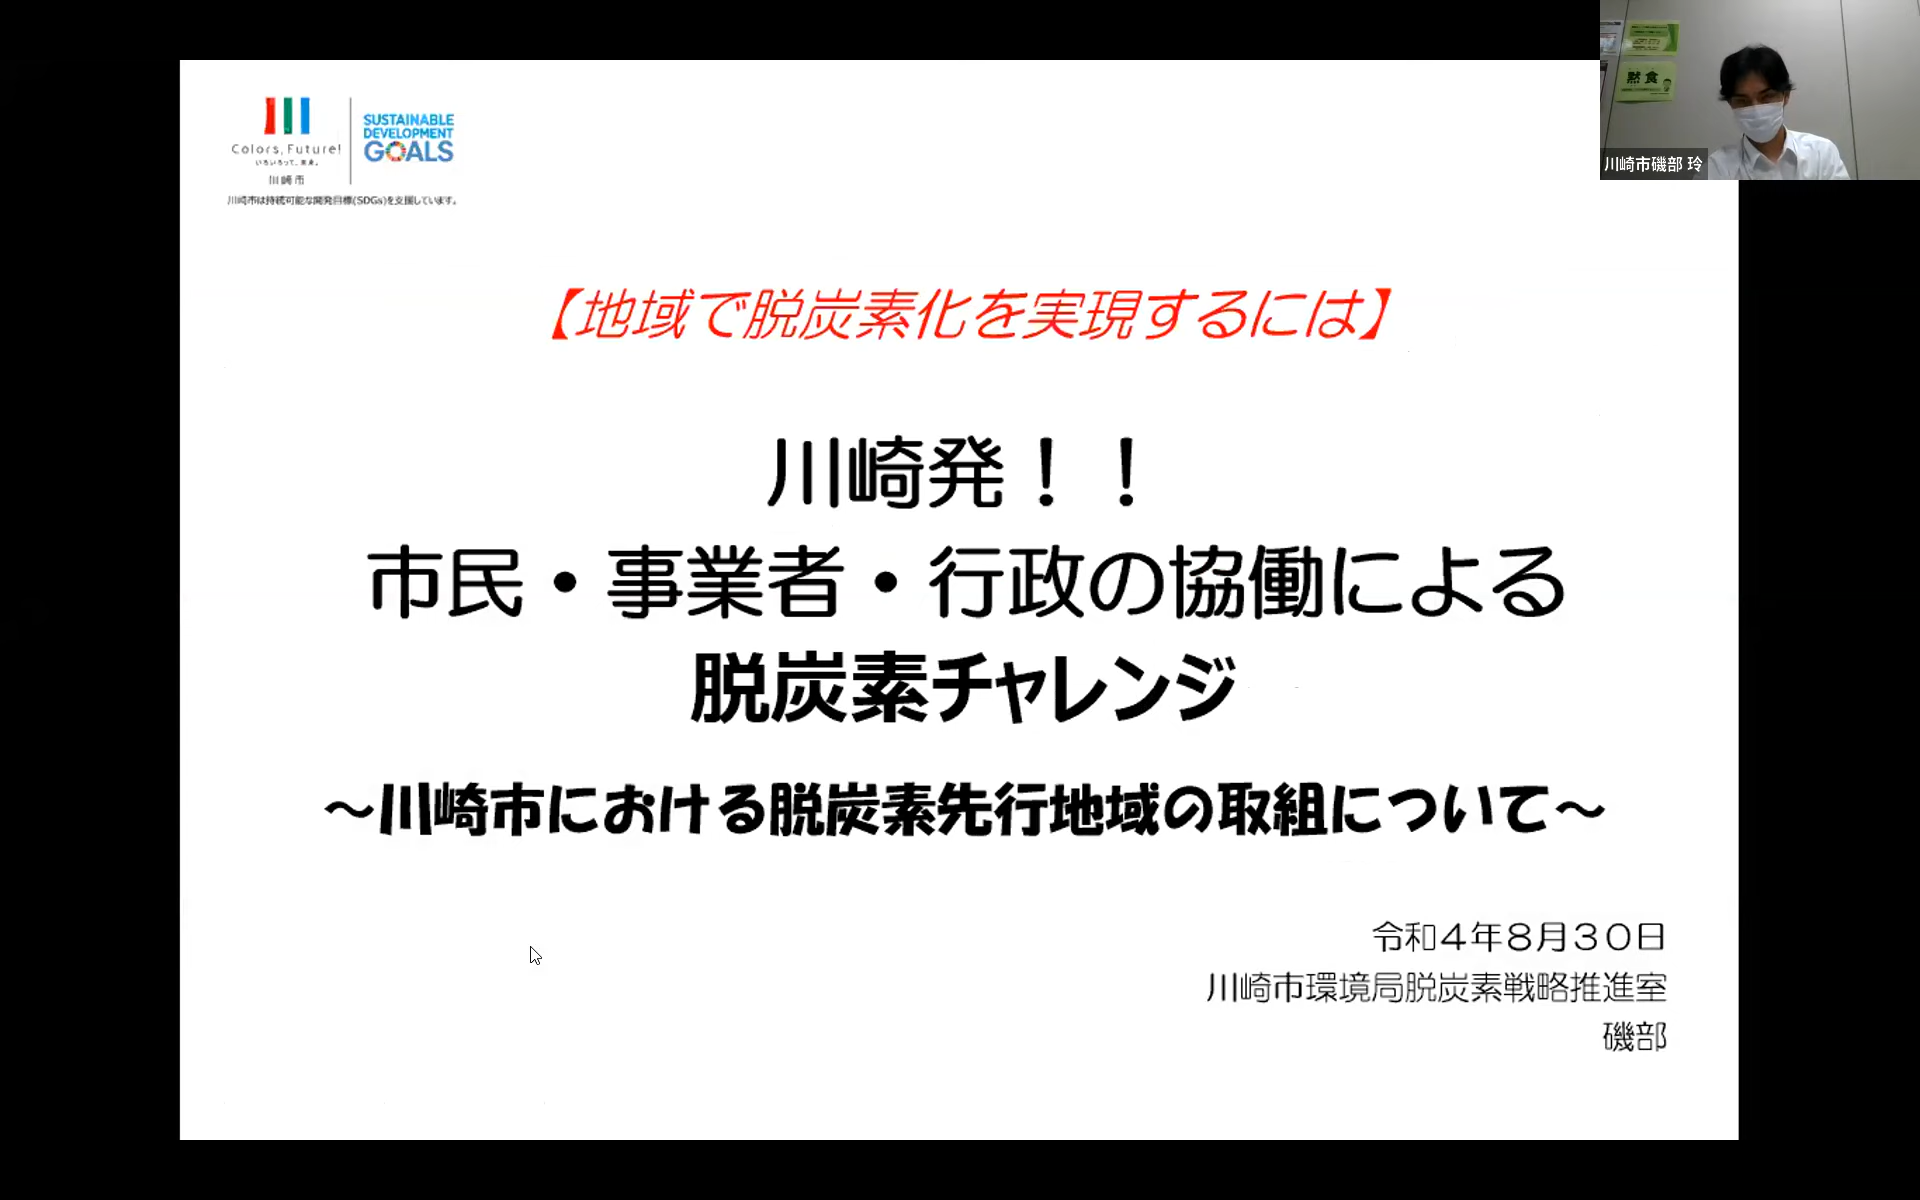 Colors, Future!
いろいろって、未来。
川崎市
SUSTAINABLE
DEVELOPMENT
GOALS
川崎市は持続可能な開発目標(SDGs)を支援しています。
黙食
川崎市磯部 玲
【地域で脱炭素化を実現するには】
川崎発！！
市民・事業者・行政の協働による
脱炭素チャレンジ
～川崎市における脱炭素先行地域の取組について～
令和４年８月３０日
川崎市環境局脱炭素戦略推進室
磯部